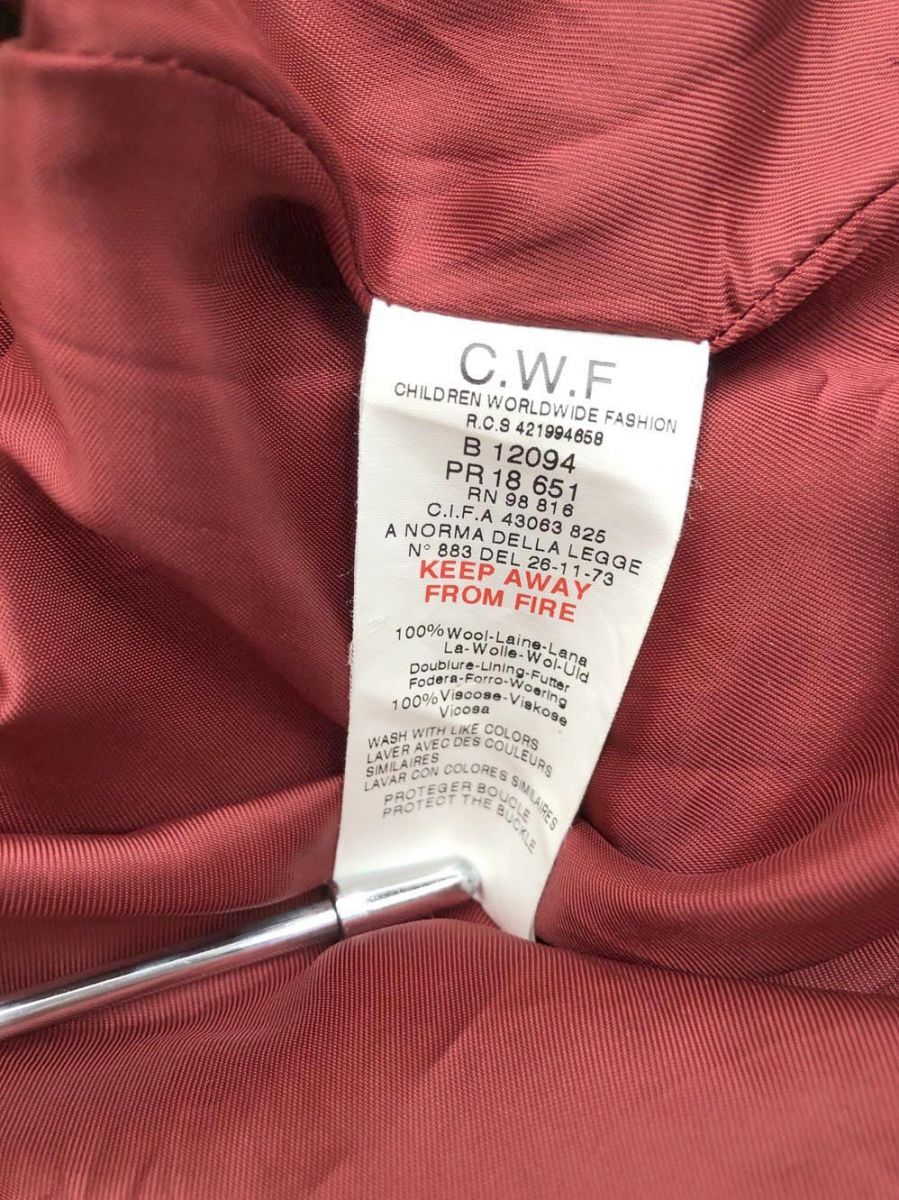 C.W.F
CHILDREN WORLDWIDE FASHION
R.C.S 421994658
B 12094
PR 18 651
RN 98 816
C.I.F.A 43063 825
A NORMA DELLA LEGGE
N° 883 DEL 26-11-73
KEEP AWAY
FROM FIRE
100%Wool-Laine-Lana
La-Wolle-Wol-Uld
Doublure-Lining-Futter
Fodera-Forro-Woering
100%Viscose-Viskose
Vicosa
WASH WITH LIKE COLORS
LAVER AVEC DES COULEURS
SIMILAIRES
LAVAR CON COLORES SIMILAIRES
PROTEGER BOUCLE
PROTECT THE BUCKLE